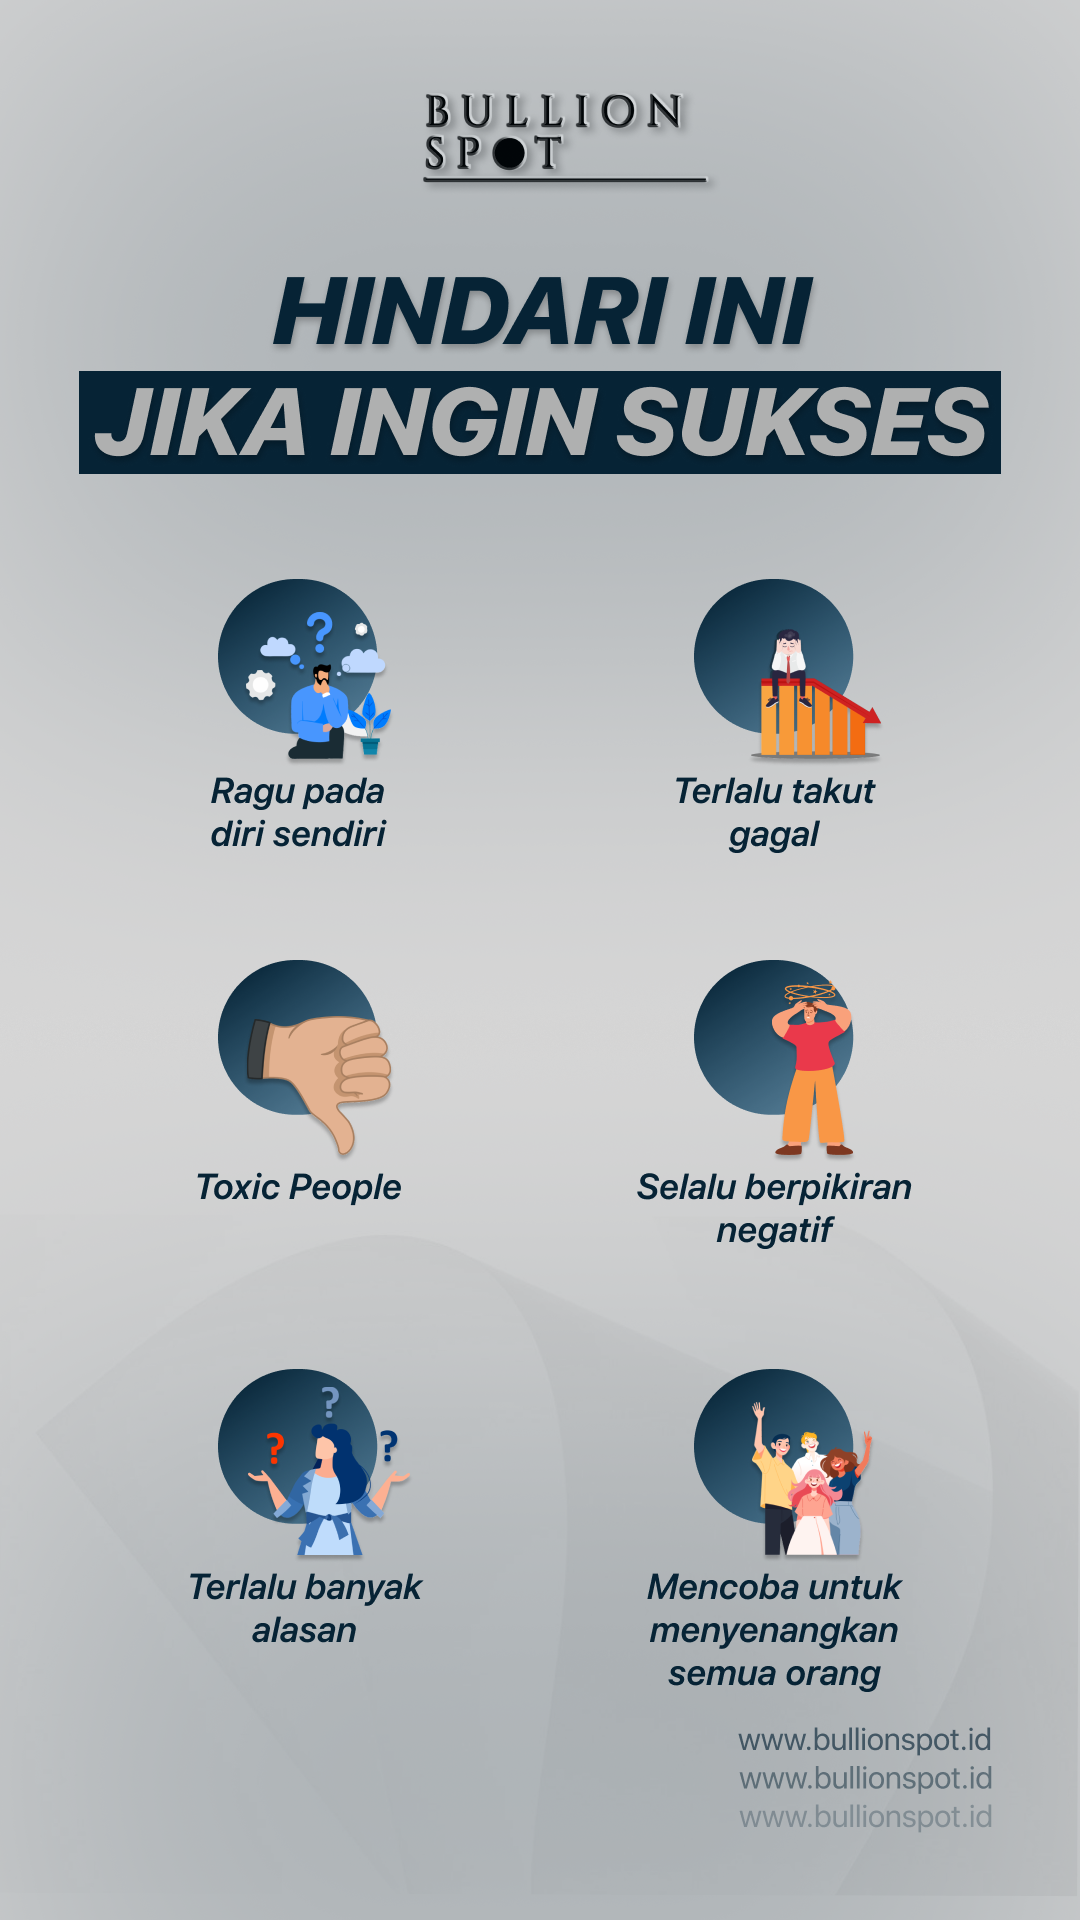 BULLION
SPOT
HINDARI INI
JIKA INGIN SUKSES
Ragu pada
diri sendiri
Terlalu takut
gagal
Toxic People
Selalu berpikiran
negatif
?
?
?
?
Terlalu banyak
alasan
Mencoba untuk
menyenangkan
semua orang
www.bullionspot.id
www.bullionspot.id
www.bullionspot.id